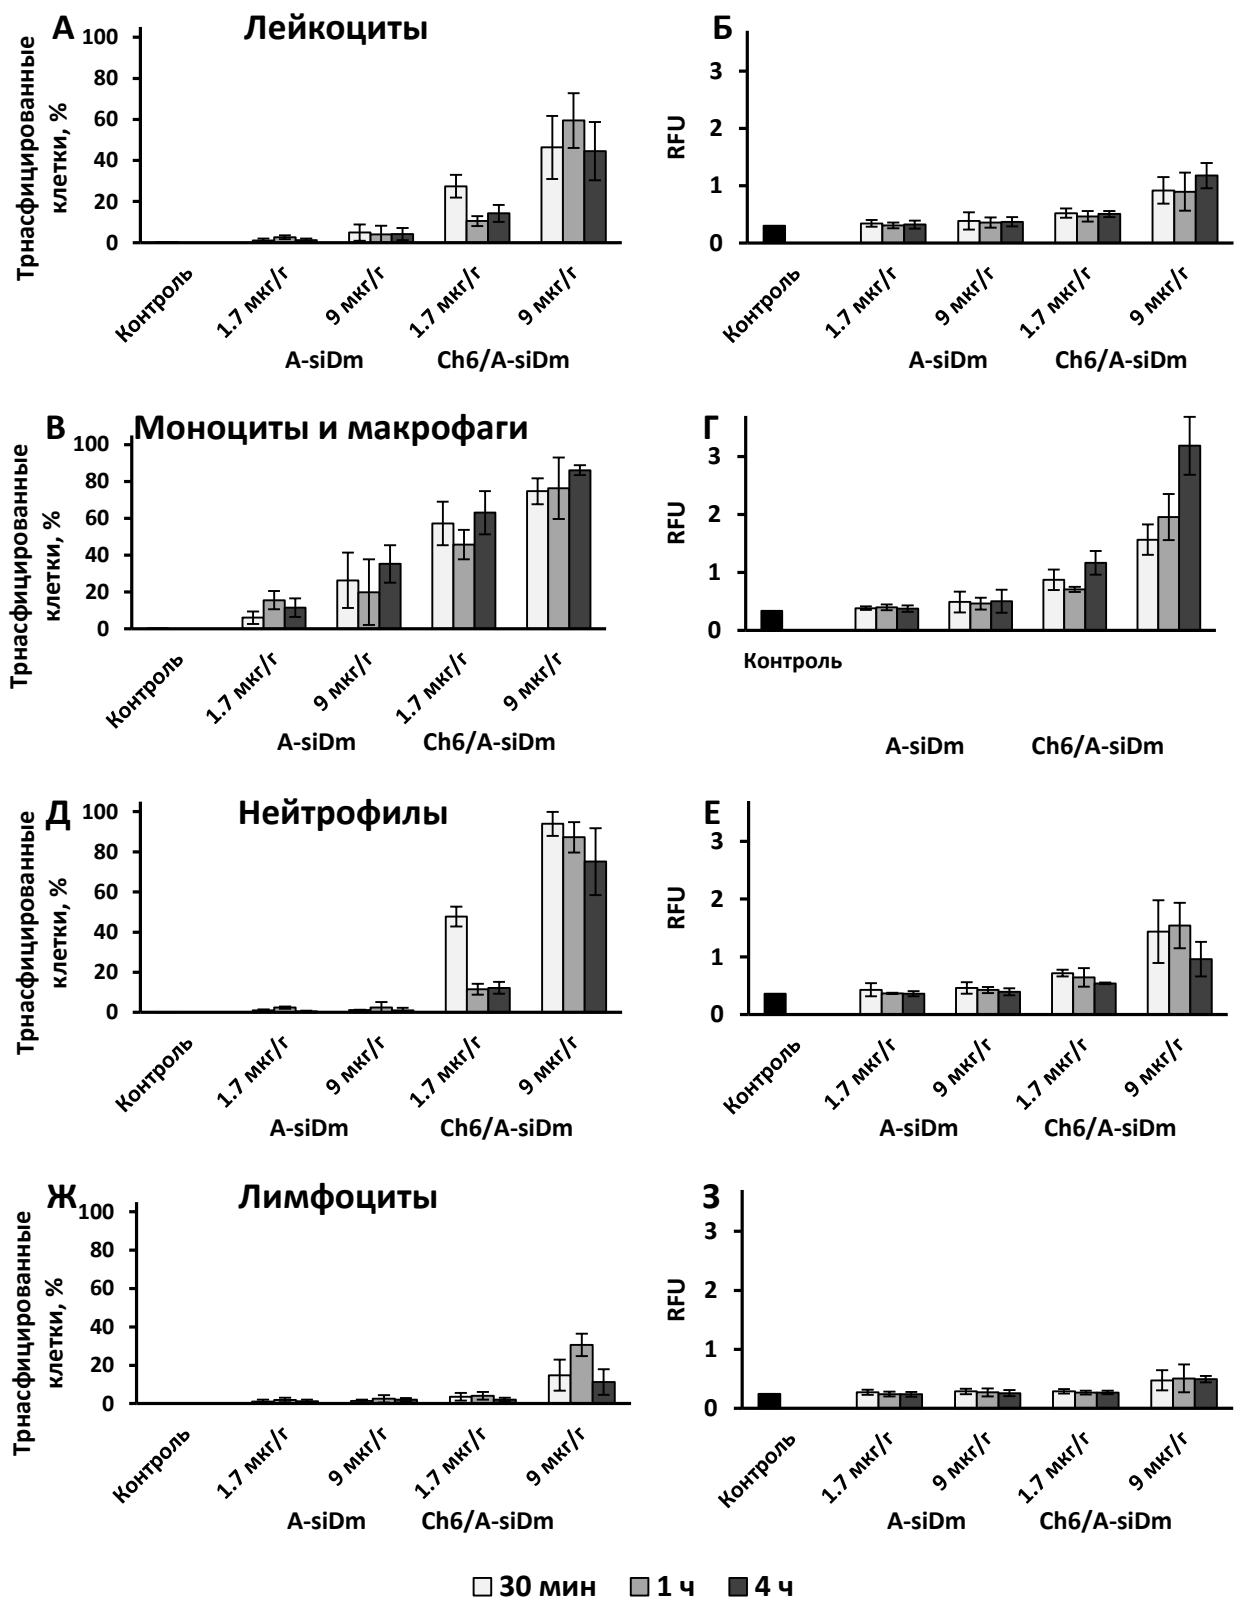 А Лейкоциты
Трнасфицированные
клетки, %
100
80
60
40
20
0
Контроль
1.7 мкг/г
9 мкг/г
1.7 мкг/г
9 мкг/г
A-siDm
Ch6/A-siDm
Б
RFU
3
2
1
0
Контроль
1.7 мкг/г
9 мкг/г
1.7 мкг/г
9 мкг/г
A-siDm
Ch6/A-siDm
В Моноциты и макрофаги
Трнасфицированные
клетки, %
100
80
60
40
20
0
Контроль
1.7 мкг/г
9 мкг/г
1.7 мкг/г
9 мкг/г
A-siDm
Ch6/A-siDm
Г
RFU
3
2
1
0
Контроль
A-siDm
Ch6/A-siDm
Д Нейтрофилы
Трнасфицированные
клетки, %
100
80
60
40
20
0
Контроль
1.7 мкг/г
9 мкг/г
1.7 мкг/г
9 мкг/г
A-siDm
Ch6/A-siDm
Е
RFU
3
2
1
0
Контроль
1.7 мкг/г
9 мкг/г
1.7 мкг/г
9 мкг/г
A-siDm
Ch6/A-siDm
Ж Лимфоциты
Трнасфицированные
клетки, %
100
80
60
40
20
0
Контроль
1.7 мкг/г
9 мкг/г
1.7 мкг/г
9 мкг/г
A-siDm
Ch6/A-siDm
З
RFU
3
2
1
0
Контроль
1.7 мкг/г
9 мкг/г
1.7 мкг/г
9 мкг/г
A-siDm
Ch6/A-siDm
30 мин 1 ч 4 ч